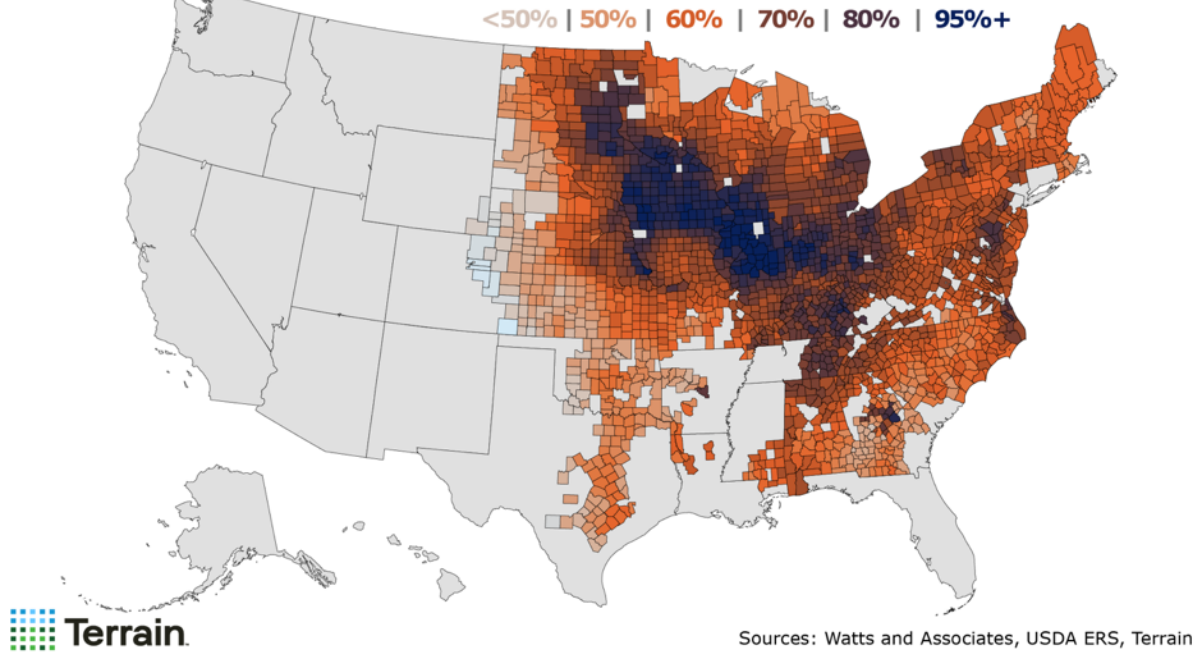 <50% | 50% | 60% | 70% | 80% | 95%+
Terrain
Sources: Watts and Associates, USDA ERS, Terrain